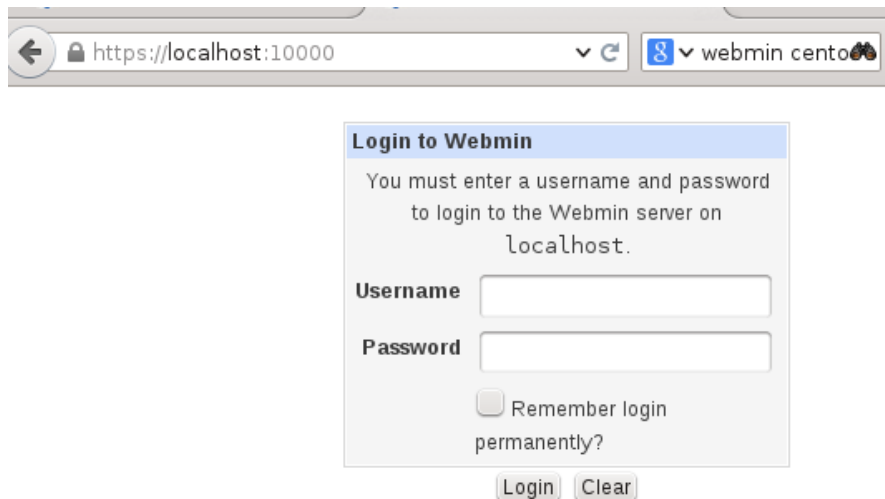 https://localhost:10000
8 webmin cento
Login to Webmin
You must enter a username and password
to login to the Webmin server on
localhost.
Username
Password
Remember login
permanently?
Login Clear